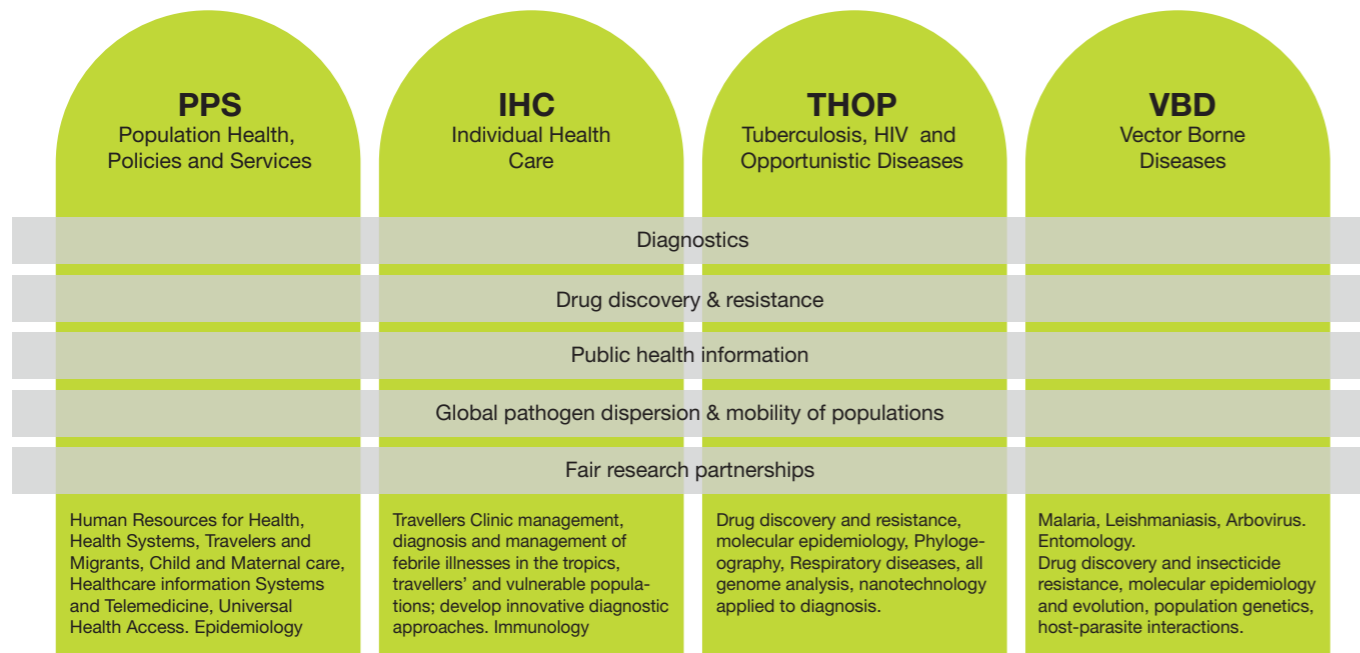 PPS
Population Health,
Policies and Services
IHC
Individual Health
Care
THOP
Tuberculosis, HIV and
Opportunistic Diseases
VBD
Vector Borne
Diseases
Diagnostics
Drug discovery & resistance
Public health information
Global pathogen dispersion & mobility of populations
Fair research partnerships
Human Resources for Health,
Health Systems, Travelers and
Migrants, Child and Maternal care,
Healthcare information Systems
and Telemedicine, Universal
Health Access. Epidemiology
Travellers Clinic management,
diagnosis and management of
febrile illnesses in the tropics,
travellers’ and vulnerable popula-
tions; develop innovative diagnostic
approaches. Immunology
Drug discovery and resistance,
molecular epidemiology, Phyloge-
ography, Respiratory diseases, all
genome analysis, nanotechnology
applied to diagnosis.
Malaria, Leishmaniasis, Arbovirus.
Entomology.
Drug discovery and insecticide
resistance, molecular epidemiology
and evolution, population genetics,
host-parasite interactions.